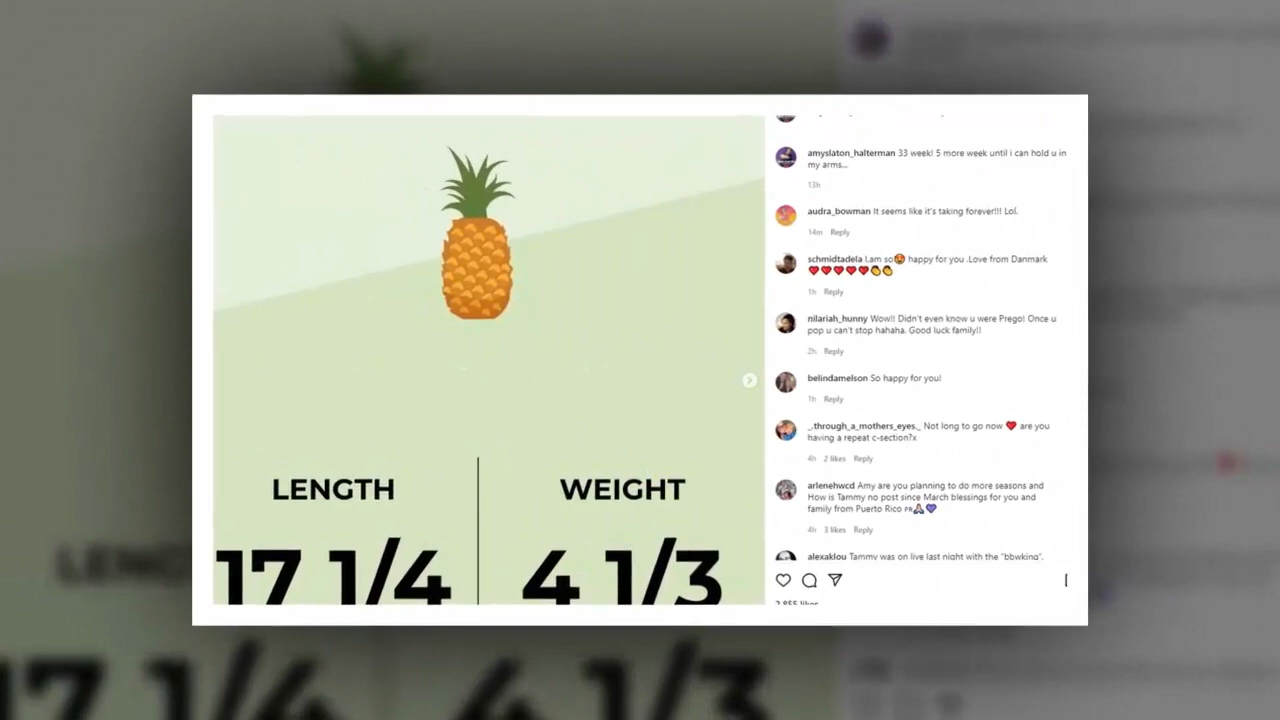 LENGTH
WEIGHT
17 1/4
4 1/3
amyslaton_halterman 33 week! 5 more week until i can hold u in
my arms...
13h
audra_bowman It seems like it's taking forever!!! Lol.
14m Reply
schmidtadela I.am so😍 happy for you .Love from Danmark
❤️❤️❤️❤️❤️👏👏
1h Reply
nilariah_hunny Wow!! Didn't even know u were Prego! Once u
pop u can't stop hahaha. Good luck family!!
2h Reply
belindamelson So happy for you!
1h Reply
_.through_a_mothers_eyes._ Not long to go now ❤️ are you
having a repeat c-section?x
4h 2 likes Reply
arlenehwcd Amy are you planning to do more seasons and
How is Tammy no post since March blessings for you and
family from Puerto Rico 🇵🇷🙏🏻💜
4h 3 likes Reply
alexaklou Tammy was on live last night with the "bbwking".
2,855 likes